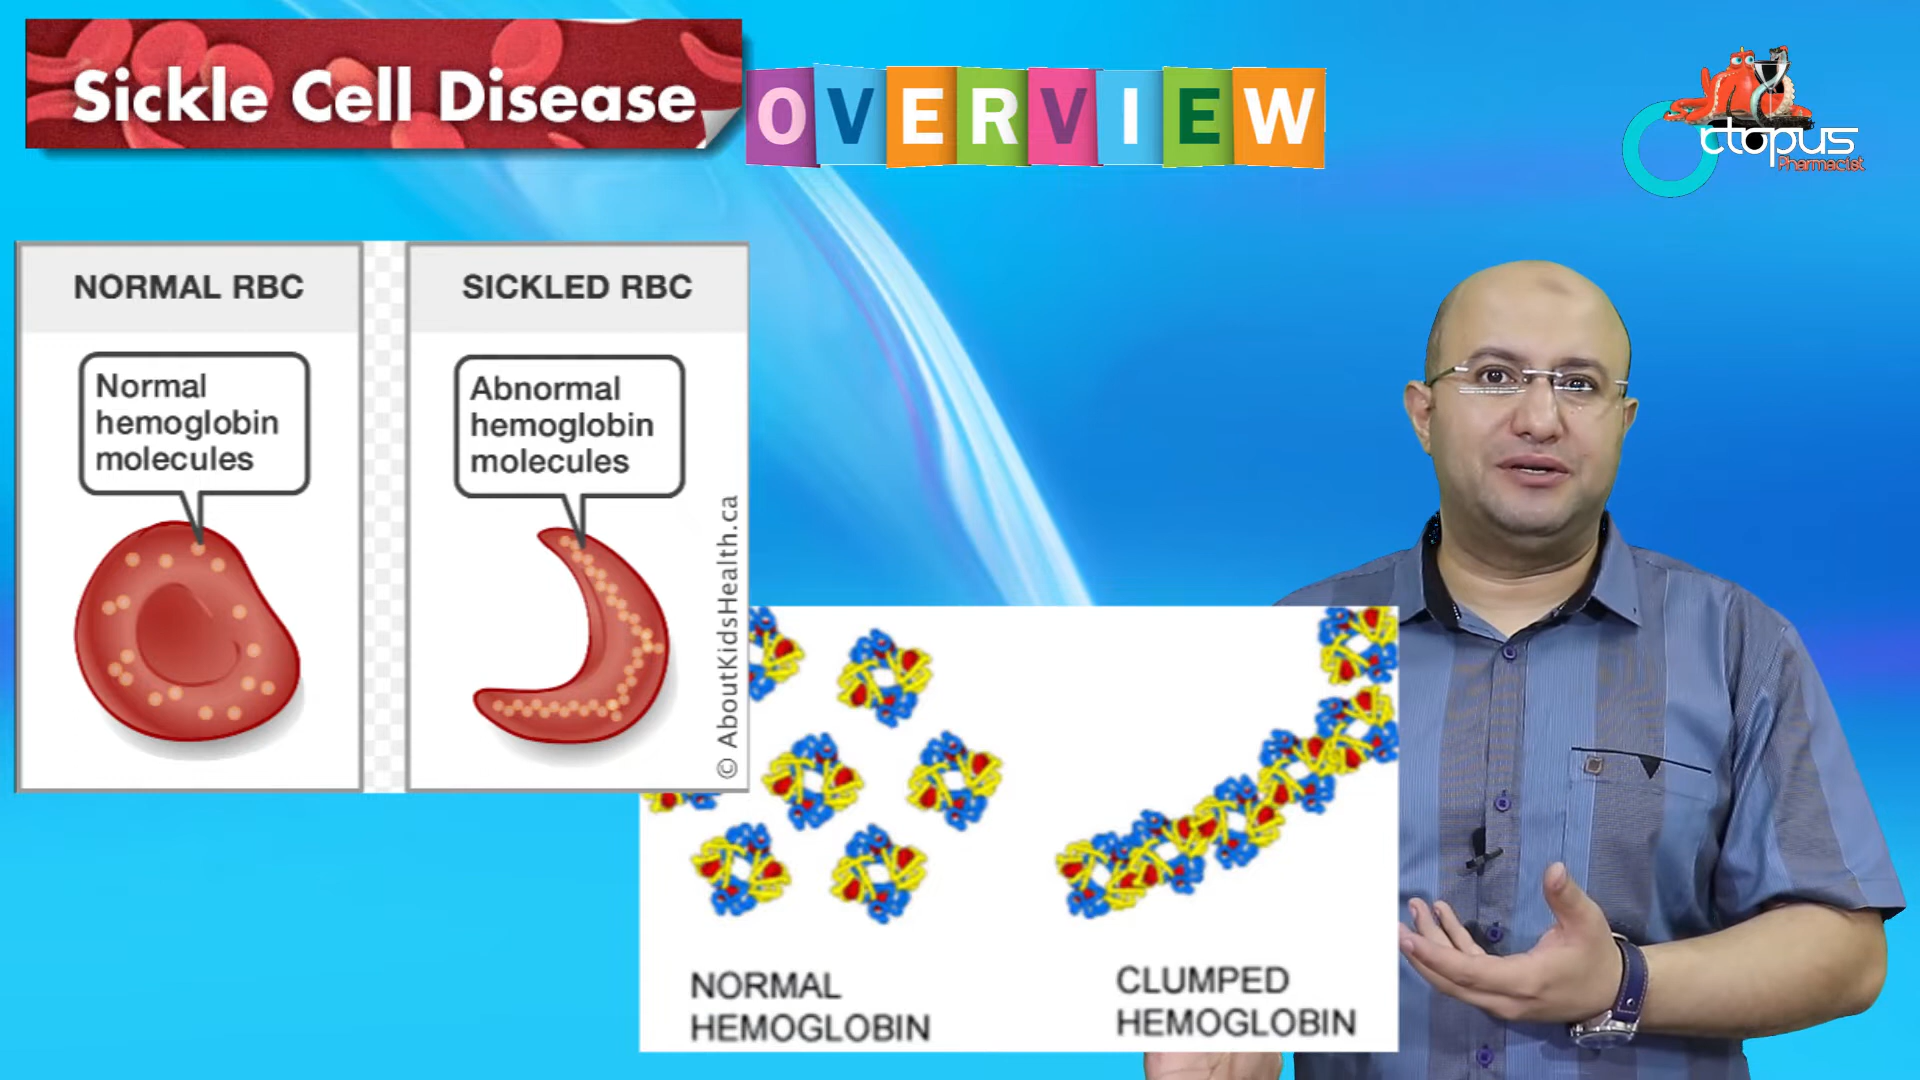 Sickle Cell Disease
OVERVIEW
Octopus
Pharmacist
NORMAL RBC
Normal
hemoglobin
molecules
SICKLED RBC
Abnormal
hemoglobin
molecules
© AboutKidsHealth.ca
NORMAL
HEMOGLOBIN
CLUMPED
HEMOGLOBIN